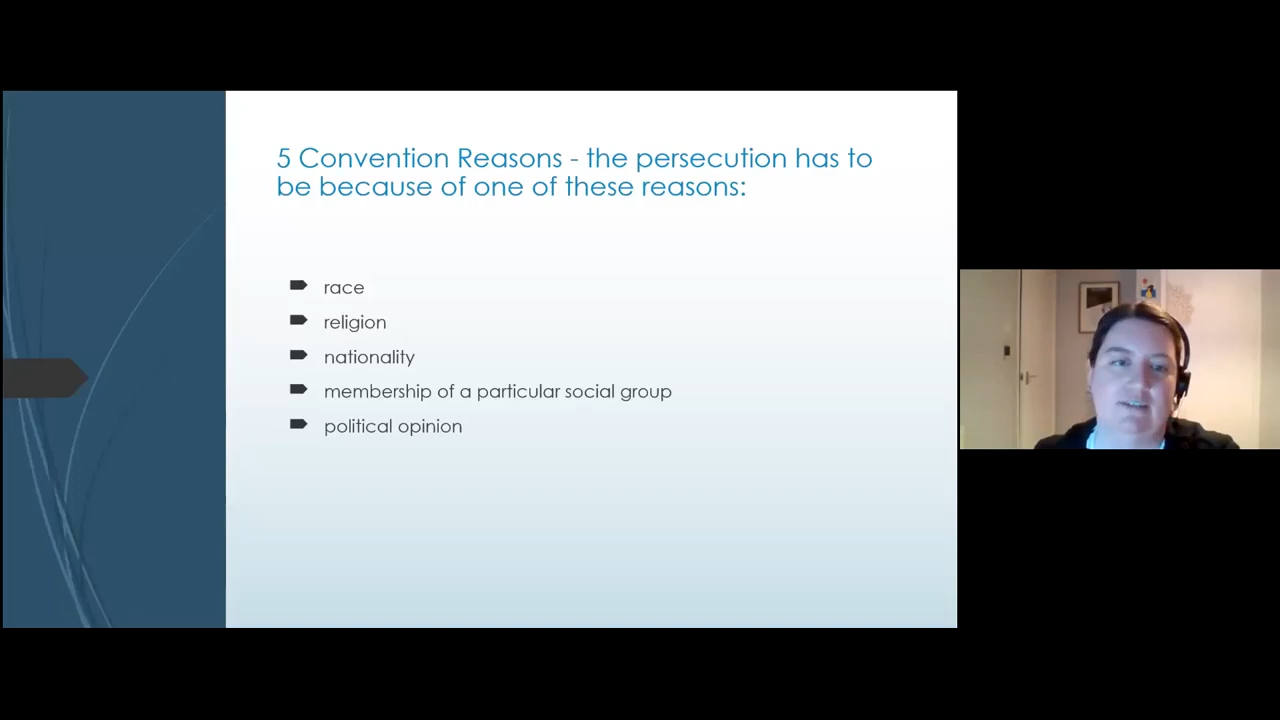 5 Convention Reasons - the persecution has to
be because of one of these reasons:
race
religion
nationality
membership of a particular social group
political opinion